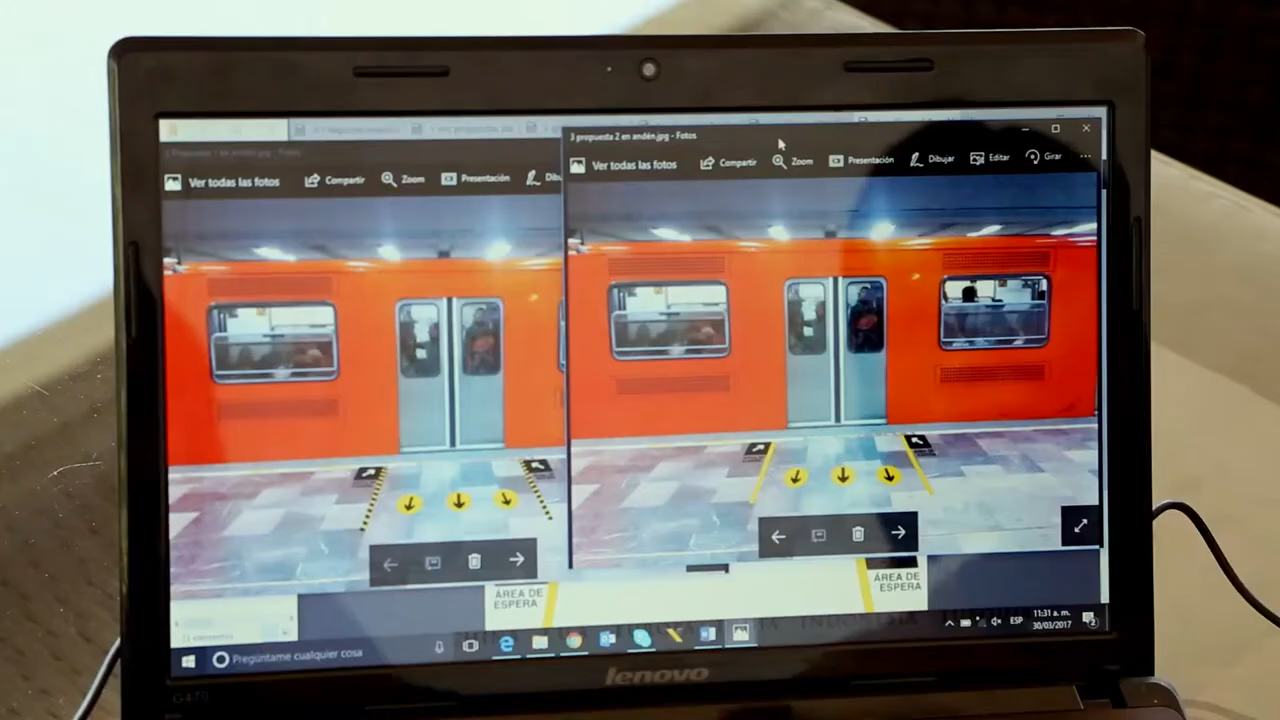 3 propuesta 2 en andén.jpg - Fotos
Ver todas las fotos
Compartir
Zoom
Presentación
Dibujar
Editar
Girar
Ver todas las fotos
Compartir
Zoom
Presentación
ÁREA DE
ESPERA
ÁREA DE
ESPERA
Pregúntame cualquier cosa
ESP
11:31 a. m.
30/03/2017
2
lenovo
G470